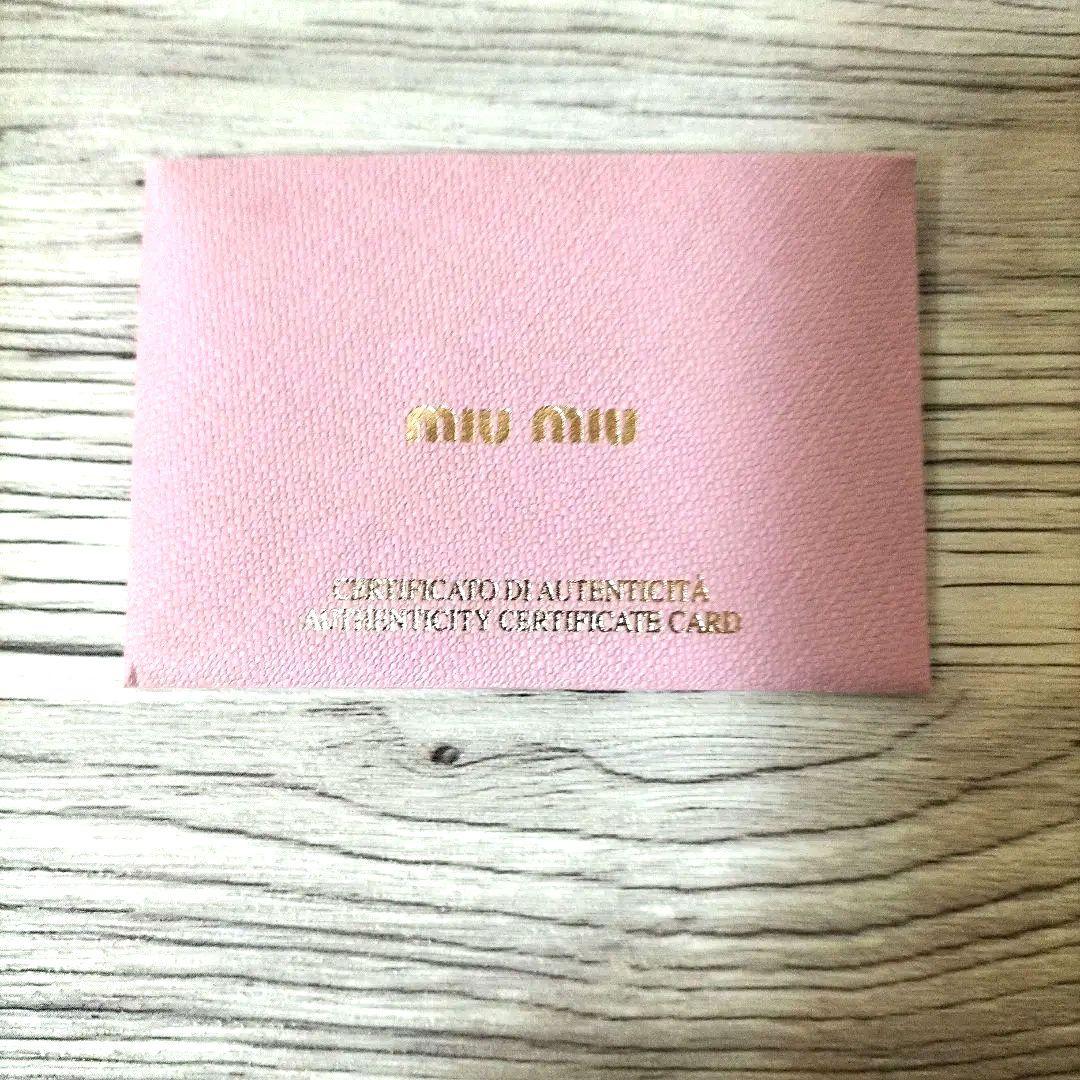 MIU MIU
CERTIFICATO DI AUTENTICITÀ
AUTHENTICITY CERTIFICATE CARD